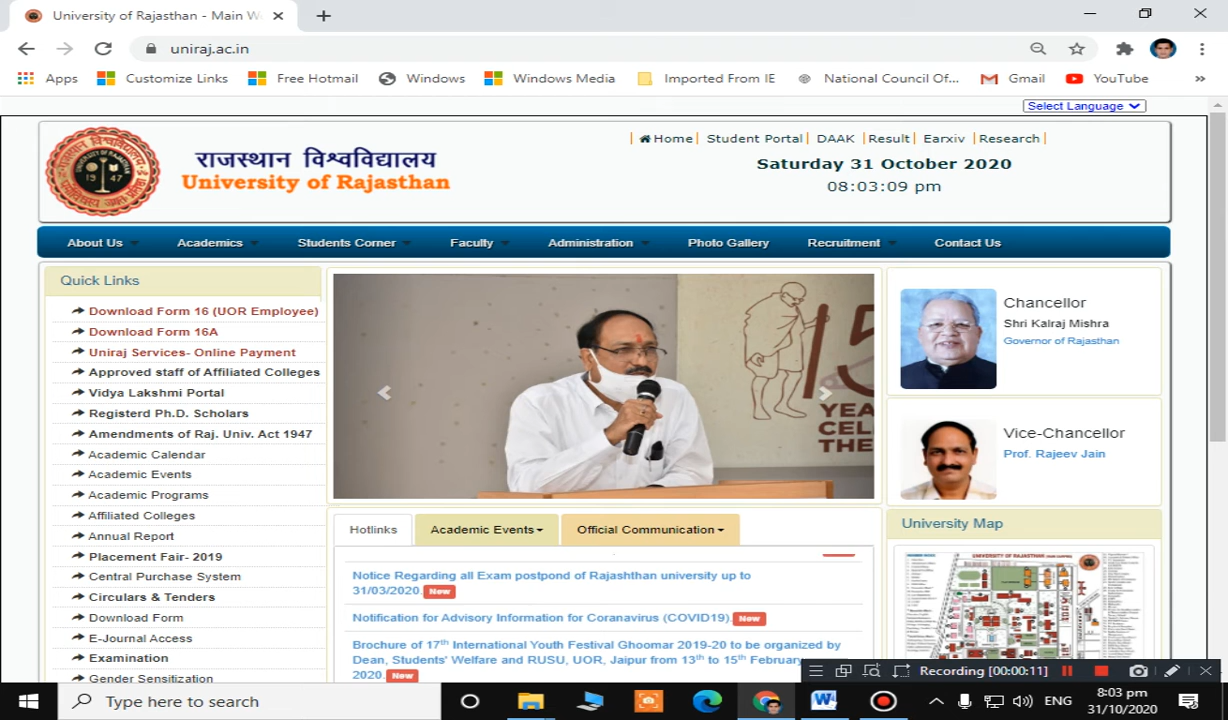 University of Rajasthan - Main W
uniraj.ac.in
Apps Customize Links Free Hotmail Windows Windows Media Imported From IE National Council Of... Gmail YouTube »
Select Language
राजस्थान विश्वविद्यालय
University of Rajasthan
1947
| Home| Student Portal| DAAK |Result| Earxiv |Research|
Saturday 31 October 2020
08:03:09 pm
About Us Academics Students Corner Faculty Administration Photo Gallery Recruitment Contact Us
Quick Links
Download Form 16 (UOR Employee)
Download Form 16A
Uniraj Services- Online Payment
Approved staff of Affiliated Colleges
Vidya Lakshmi Portal
Registerd Ph.D. Scholars
Amendments of Raj. Univ. Act 1947
Academic Calendar
Academic Events
Academic Programs
Affiliated Colleges
Annual Report
Placement Fair- 2019
Central Purchase System
Circulars & Tenders
Download Form
E-Journal Access
Examination
Gender Sensitization
15
YEA
CEL
THE
Hotlinks Academic Events Official Communication
Notice Regarding all Exam postpond of Rajashthan university up to
31/03/2020. New
Notification for Advisory Information for Coranavirus (COVID19). New
Brochure of 37th International Youth Festival Ghoomar 2019-20 to be organized by
Dean, Students' Welfare and RUSU, UOR, Jaipur from 13th to 15th February,
2020. New
Chancellor
Shri Kalraj Mishra
Governor of Rajasthan
Vice-Chancellor
Prof. Rajeev Jain
University Map
UNIVERSITY OF RAJASTHAN
Recording [00:00:11]
Type here to search
ENG
8:03 pm
31/10/2020